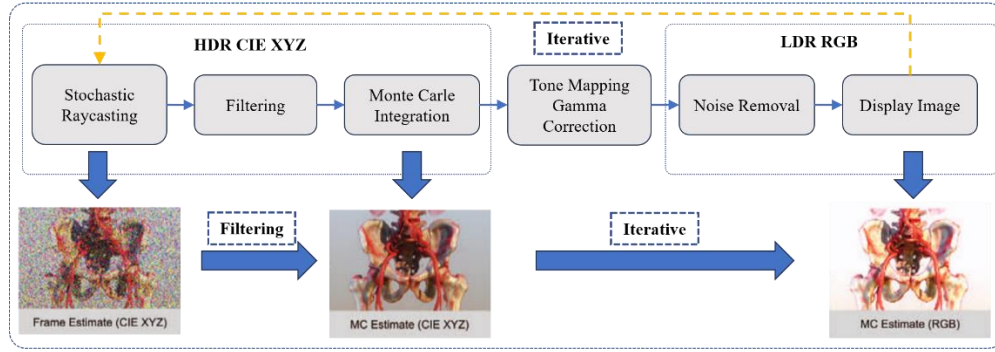 HDR CIE XYZ
Iterative
LDR RGB
Stochastic
Raycasting
Filtering
Monte Carle
Integration
Tone Mapping
Gamma
Correction
Noise Removal
Display Image
Filtering
Iterative
Frame Estimate (CIE XYZ)
MC Estimate (CIE XYZ)
MC Estimate (RGB)